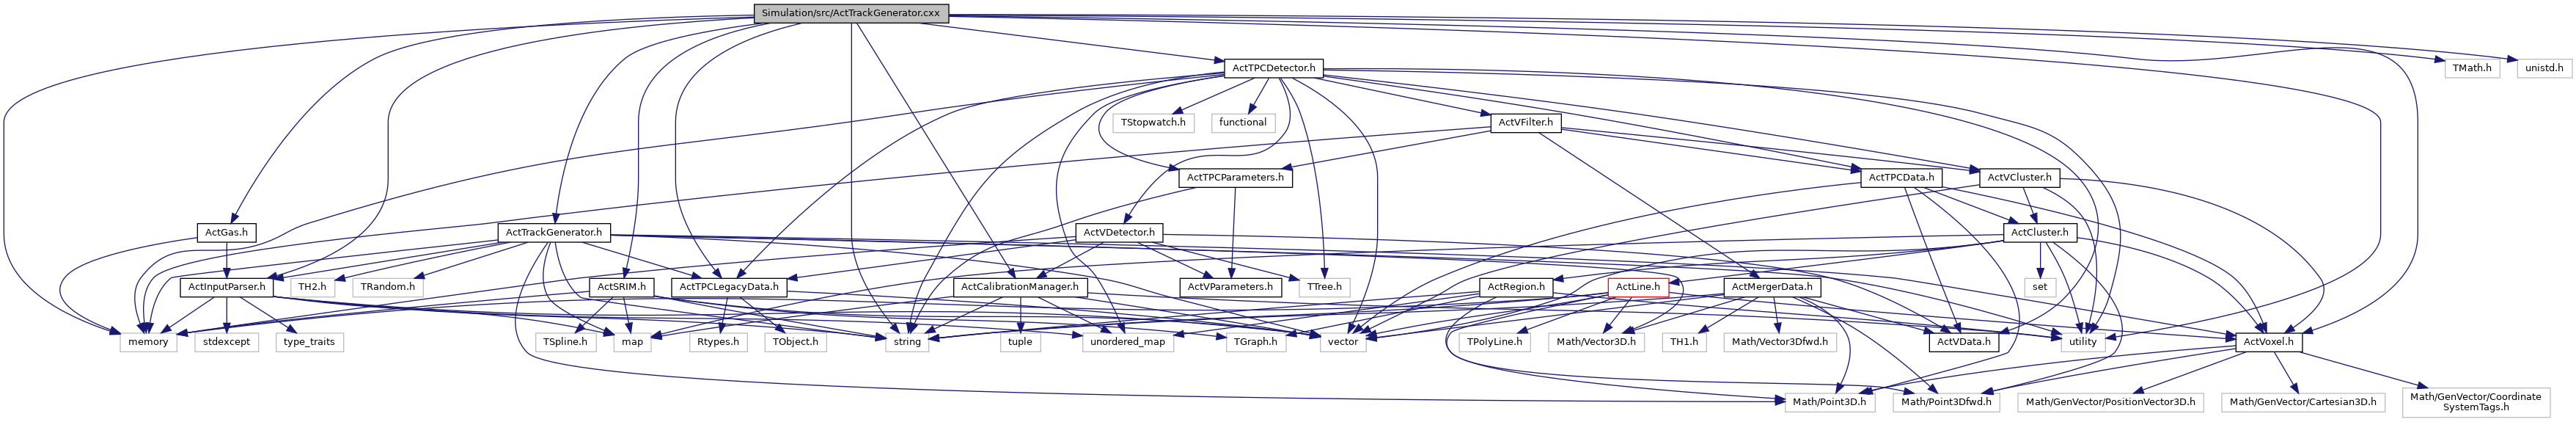 Simulation/src/ActTrackGenerator.cxx
ActTPCDetector.h
TMath.h
unistd.h
TStopwatch.h
functional
ActVFilter.h
ActTPCParameters.h
ActTPCData.h
ActVCluster.h
ActGas.h
ActTrackGenerator.h
ActVDetector.h
ActCluster.h
ActInputParser.h
TH2.h
TRandom.h
ActSRIM.h
ActTPCLegacyData.h
ActCalibrationManager.h
ActVParameters.h
TTree.h
ActRegion.h
ActLine.h
ActMergerData.h
set
memory
stdexcept
type_traits
TSpline.h
map
Rtypes.h
TObject.h
string
tuple
unordered_map
TGraph.h
vector
TPolyLine.h
Math/Vector3D.h
TH1.h
Math/Vector3Dfwd.h
ActVData.h
utility
ActVoxel.h
Math/Point3D.h
Math/Point3Dfwd.h
Math/GenVector/PositionVector3D.h
Math/GenVector/Cartesian3D.h
Math/GenVector/Coordinate
SystemTags.h